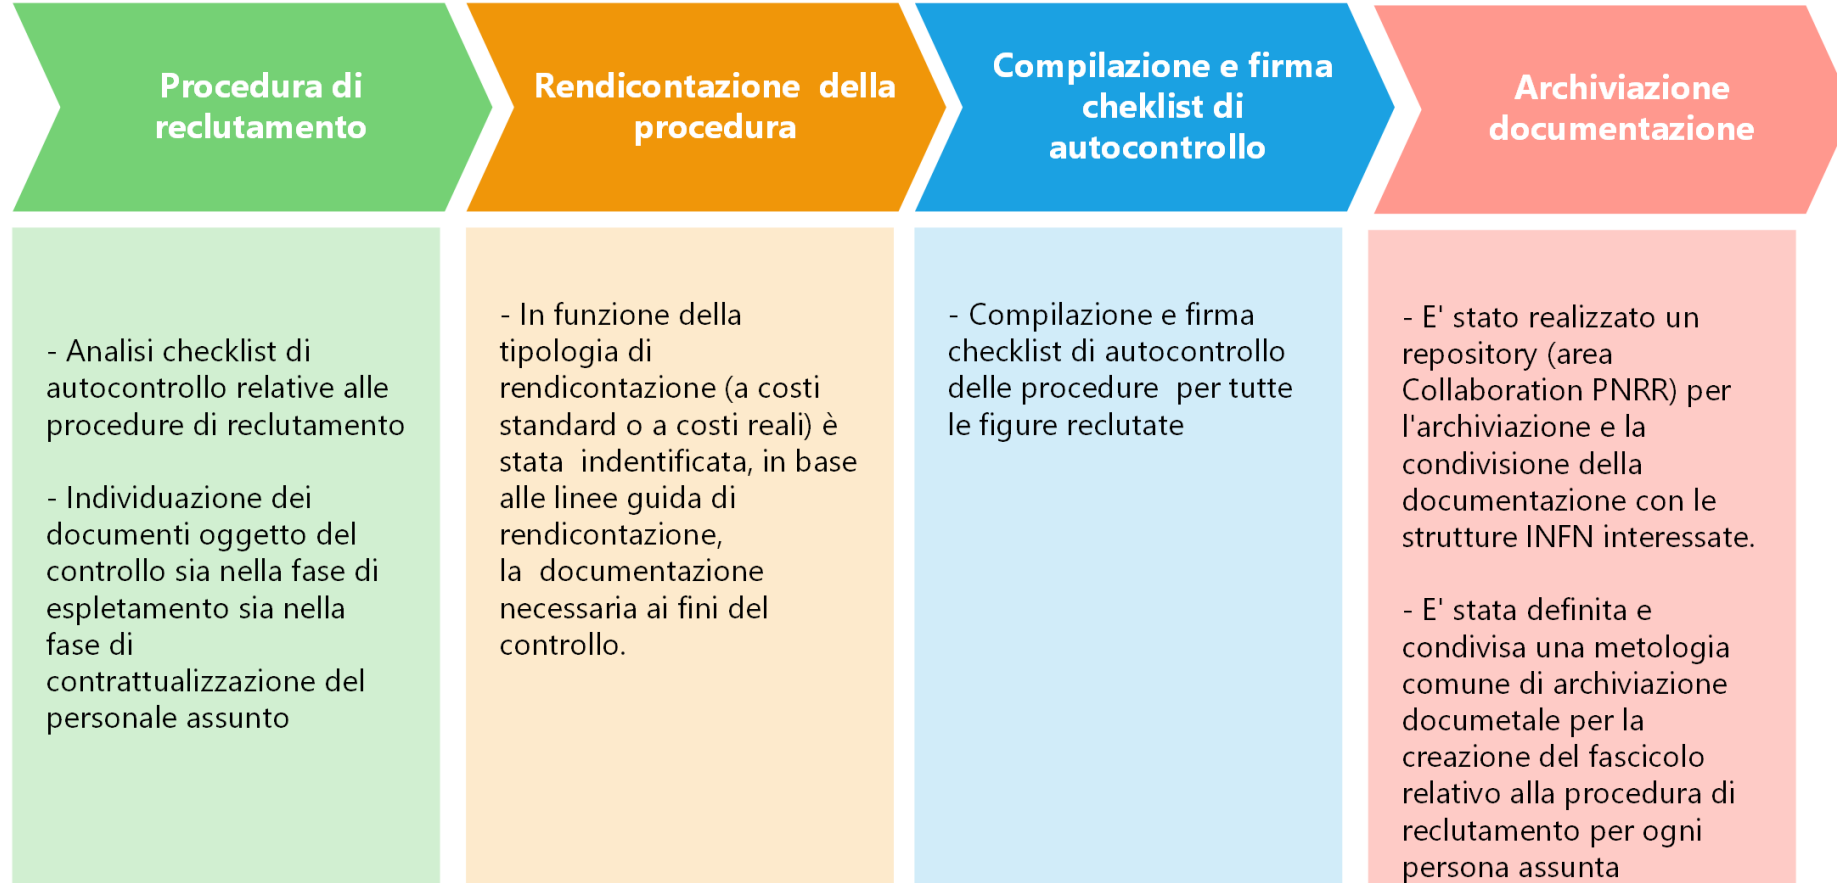 Procedura di
reclutamento
Rendicontazione  della
procedura
Compilazione e firma
cheklist di
autocontrollo
Archiviazione
documentazione
- Analisi checklist di
autocontrollo relative alle
procedure di reclutamento
- Individuazione dei
documenti oggetto del
controllo sia nella fase di
espletamento sia nella
fase di
contrattualizzazione del
personale assunto
- In funzione della
tipologia di
rendicontazione (a costi
standard o a costi reali) è
stata  indentificata, in base
alle linee guida di
rendicontazione,
la  documentazione
necessaria ai fini del
controllo.
- Compilazione e firma
checklist di autocontrollo
delle procedure  per tutte
le figure reclutate
- E' stato realizzato un
repository (area
Collaboration PNRR) per
l'archiviazione e la
condivisione della
documentazione con le
strutture INFN interessate.
- E' stata definita e
condivisa una metologia
comune di archiviazione
documetale per la
creazione del fascicolo
relativo alla procedura di
reclutamento per ogni
persona assunta